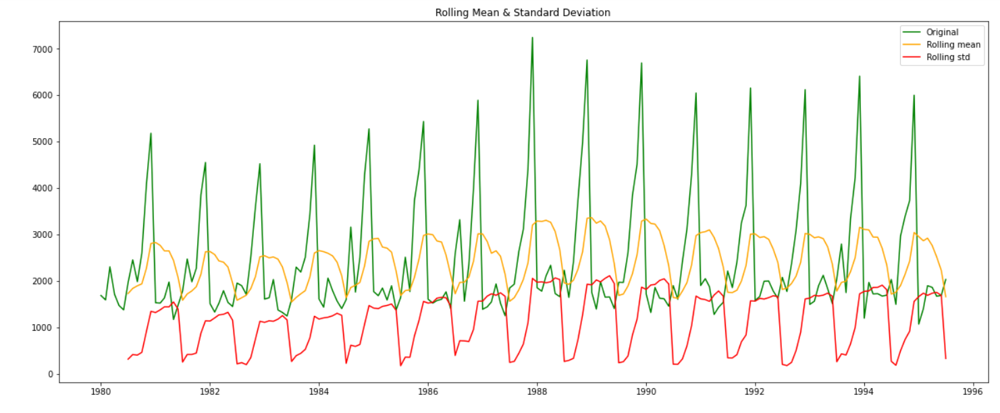 Rolling Mean & Standard Deviation
Original
Rolling mean
Rolling std
7000
6000
5000
4000
3000
2000
1000
0
1980 1982 1984 1986 1988 1990 1992 1994 1996